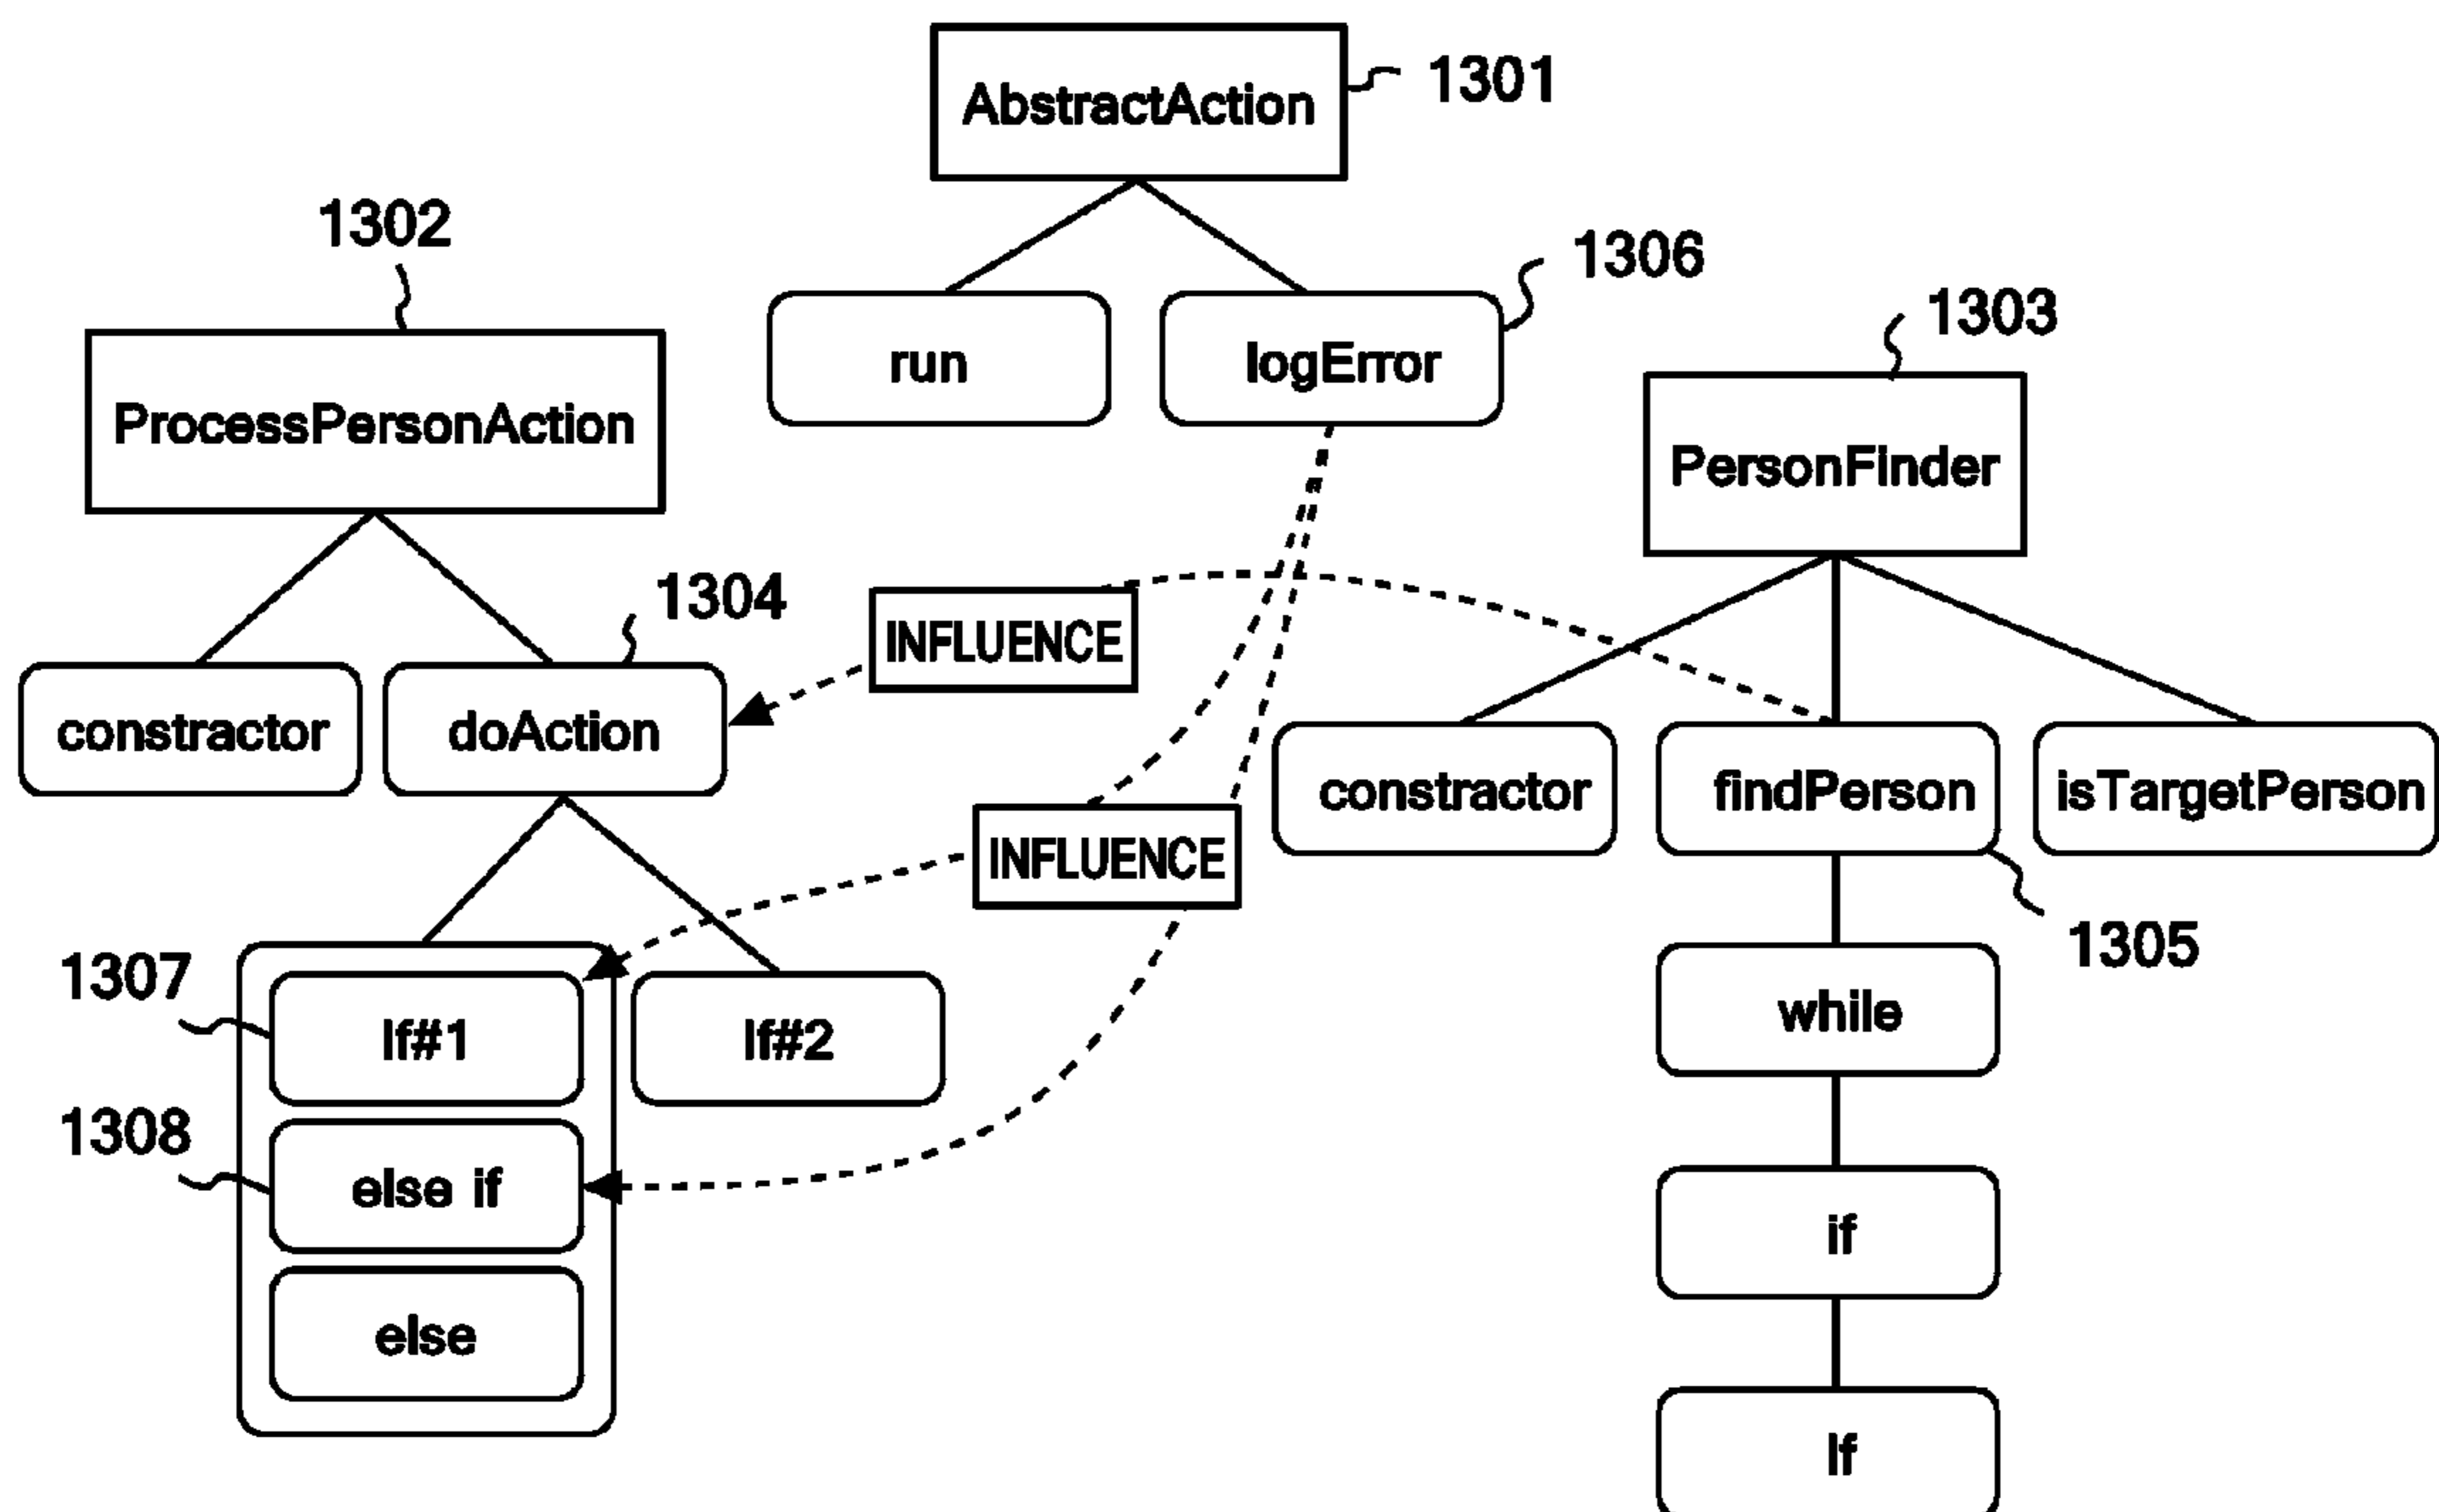 AbstractAction
1301
1302
1306
run
logError
1303
ProcessPersonAction
PersonFinder
1304
INFLUENCE
constractor
doAction
constractor
findPerson
isTargetPerson
INFLUENCE
1305
1307
If#1
If#2
while
1308
else if
if
else
If